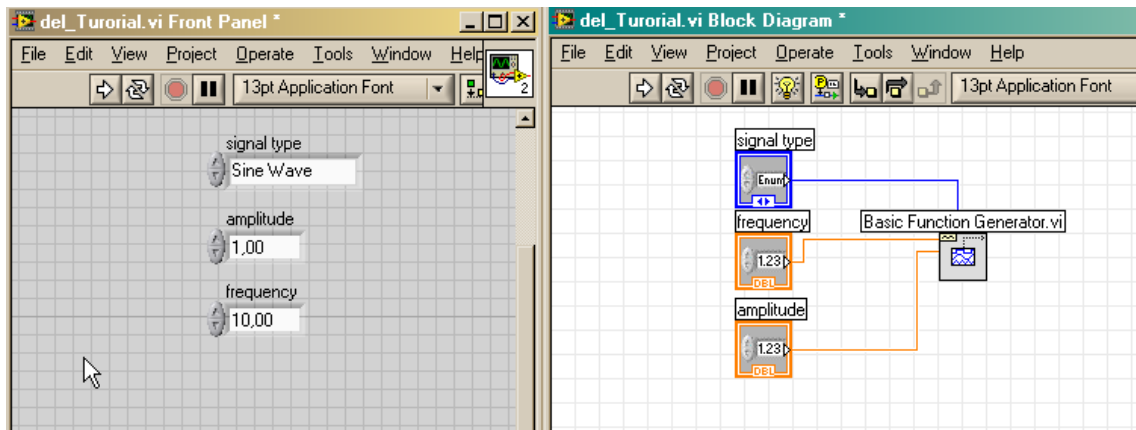 del_Turorial.vi Front Panel *
File Edit View Project Operate Tools Window Help
13pt Application Font
2
signal type
Sine Wave
amplitude
1,00
frequency
10,00
del_Turorial.vi Block Diagram *
File Edit View Project Operate Tools Window Help
13pt Application Font
signal type
Enum
frequency
Basic Function Generator.vi
1.23
DBL
amplitude
1.23
DBL